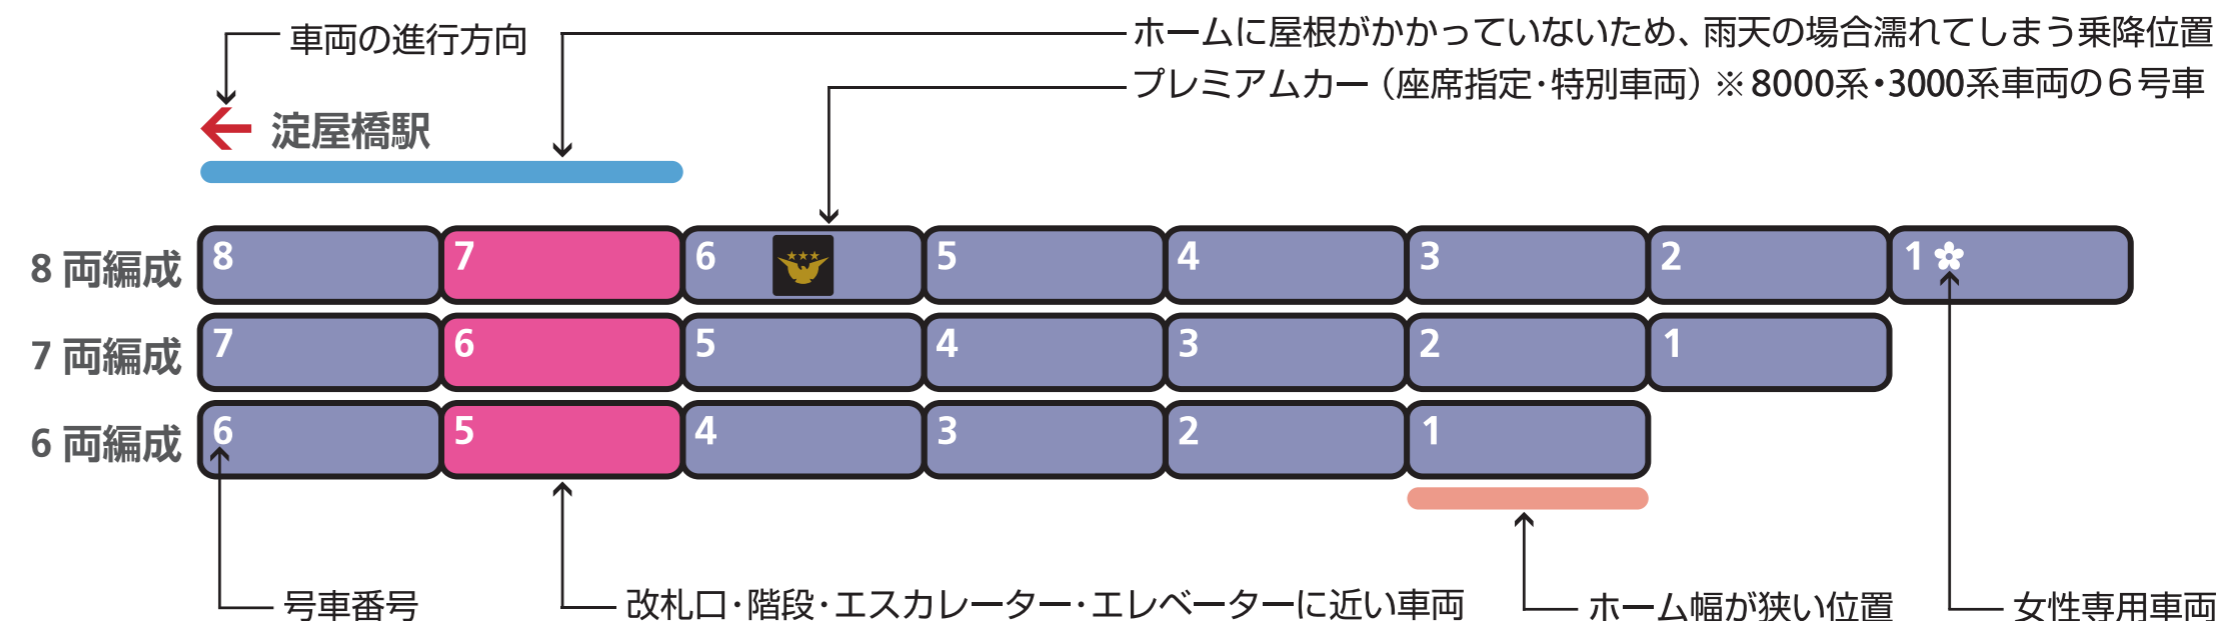 車両の進行方向
ホームに屋根がかかっていないため、雨天の場合濡れてしまう乗降位置
プレミアムカー（座席指定・特別車両）※8000系・3000系車両の6号車
淀屋橋駅
8両編成 8 7 6 5 4 3 2 1
7両編成 7 6 5 4 3 2 1
6両編成 6 5 4 3 2 1
号車番号
改札口・階段・エスカレーター・エレベーターに近い車両
ホーム幅が狭い位置
女性専用車両